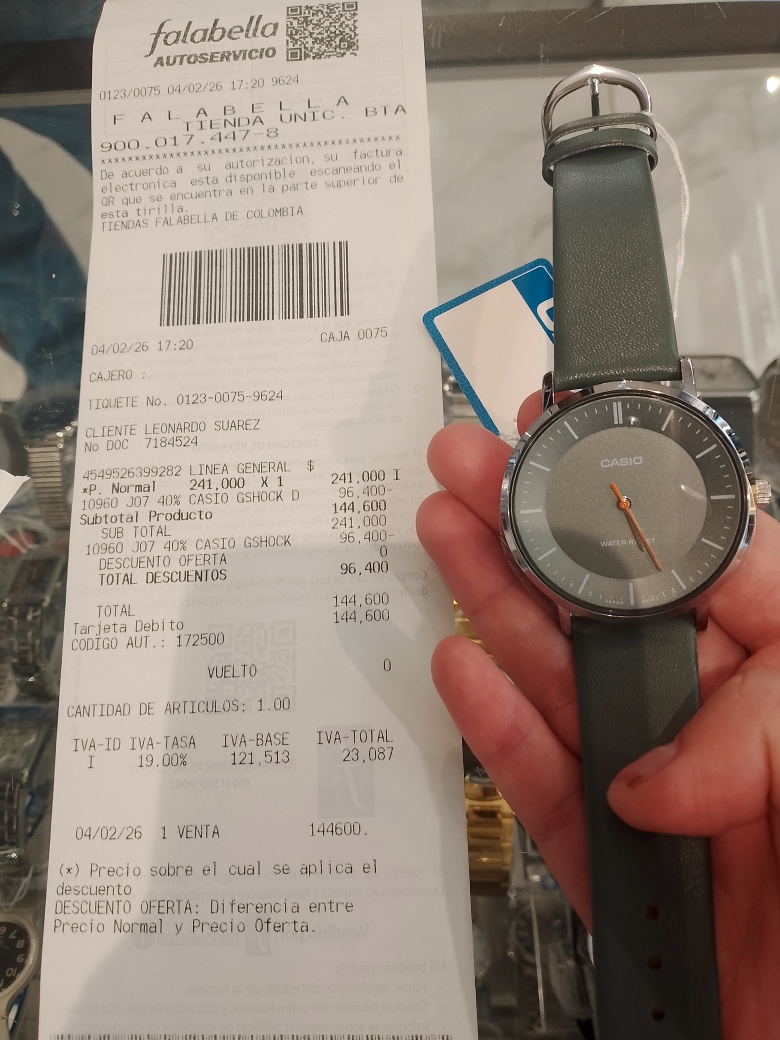 falabella
AUTOSERVICIO
0123/0075 04/02/26 17:20 9624
F A L A B E L L A
TIENDA UNIC. BTA
900.017.447-8
De acuerdo a su autorizacion, su factura
electronica esta disponible escaneando el
QR que se encuentra en la parte superior de
esta tirilla.
TIENDAS FALABELLA DE COLOMBIA
04/02/26 17:20 CAJA 0075
CAJERO :
TIQUETE No. 0123-0075-9624
CLIENTE LEONARDO SUAREZ
No DOC 7184524
4549526399282 LINEA GENERAL $
*P. Normal 241,000 X 1 241,000 I
10960 J07 40% CASIO GSHOCK D 96,400-
Subtotal Producto 144,600
SUB TOTAL 241,000
10960 J07 40% CASIO GSHOCK 96,400-
DESCUENTO OFERTA 0
TOTAL DESCUENTOS 96,400
TOTAL 144,600
Tarjeta Debito 144,600
CODIGO AUT.: 172500
VUELTO 0
CANTIDAD DE ARTICULOS: 1.00
IVA-ID IVA-TASA IVA-BASE IVA-TOTAL
I 19.00% 121,513 23,087
04/02/26 1 VENTA 144600.
(*) Precio sobre el cual se aplica el
descuento
DESCUENTO OFERTA: Diferencia entre
Precio Normal y Precio Oferta.
CASIO
WATER RESIST